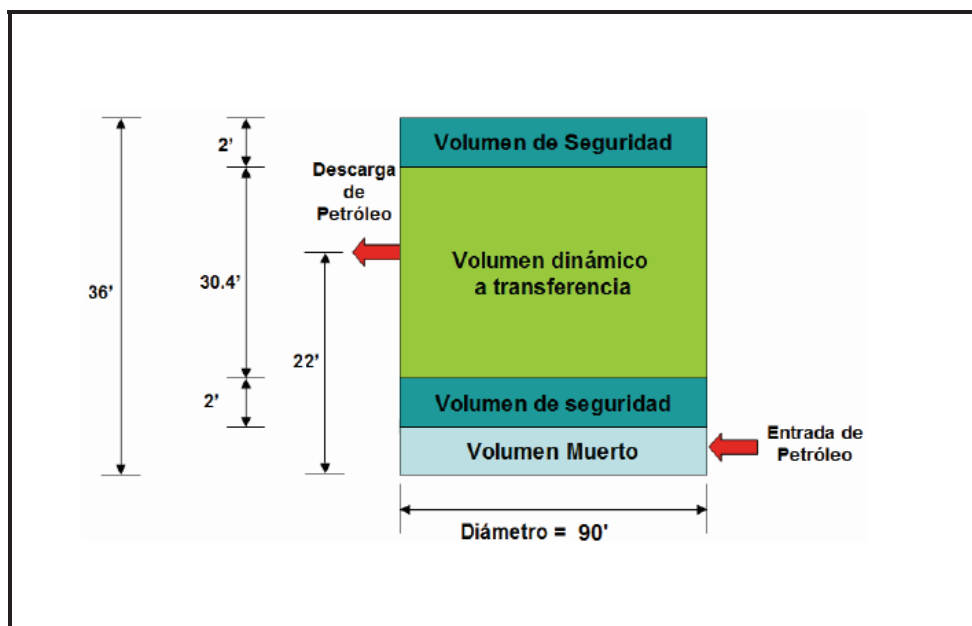 2'
Volumen de Seguridad
Descarga
de
Petróleo
Volumen dinámico
a transferencia
36'
30.4'
22'
2'
Volumen de seguridad
Entrada de
Petróleo
Volumen Muerto
Diámetro = 90'